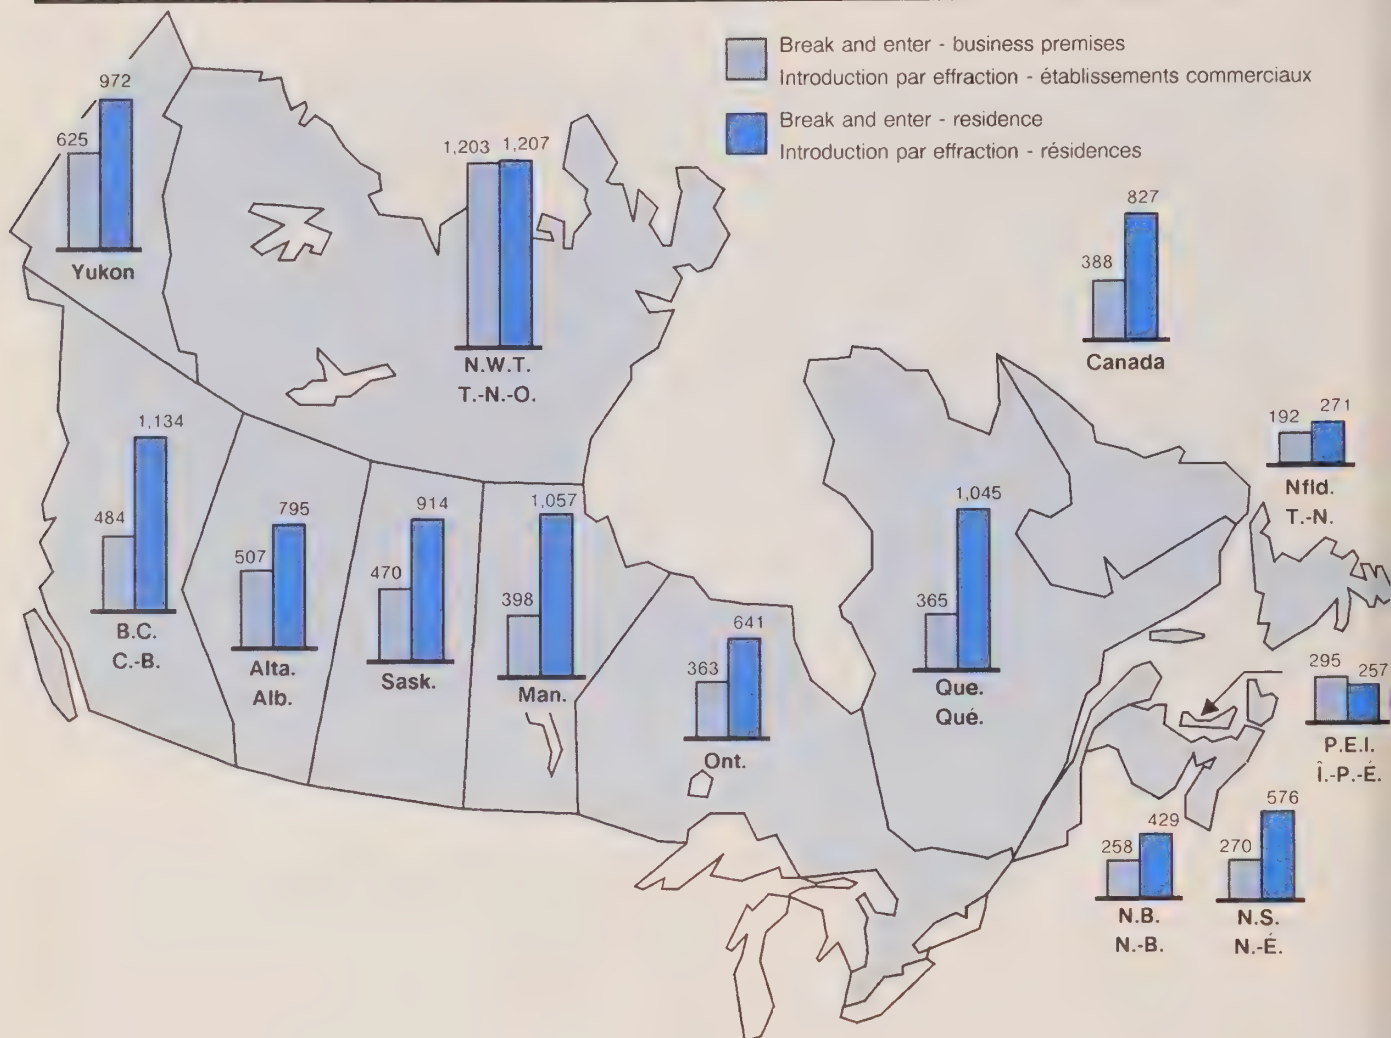 Break and enter - business premises
Introduction par effraction - établissements commerciaux
Break and enter - residence
Introduction par effraction - résidences
625
972
Yukon
1,203
1,207
N.W.T.
T.-N.-O.
388
827
Canada
192
271
Nfld.
T.-N.
484
1,134
B.C.
C.-B.
507
795
Alta.
Alb.
470
914
Sask.
398
1,057
Man.
363
641
Ont.
365
1,045
Que.
Qué.
295
257
P.E.I.
Î.-P.-É.
258
429
N.B.
N.-B.
270
576
N.S.
N.-É.